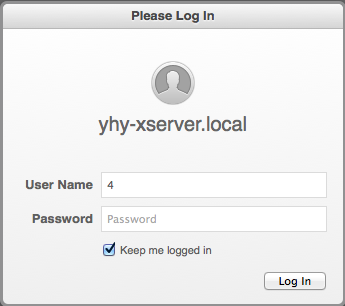 Please Log In
yhy-xserver.local
User Name 4
Password Password
Keep me logged in
Log In